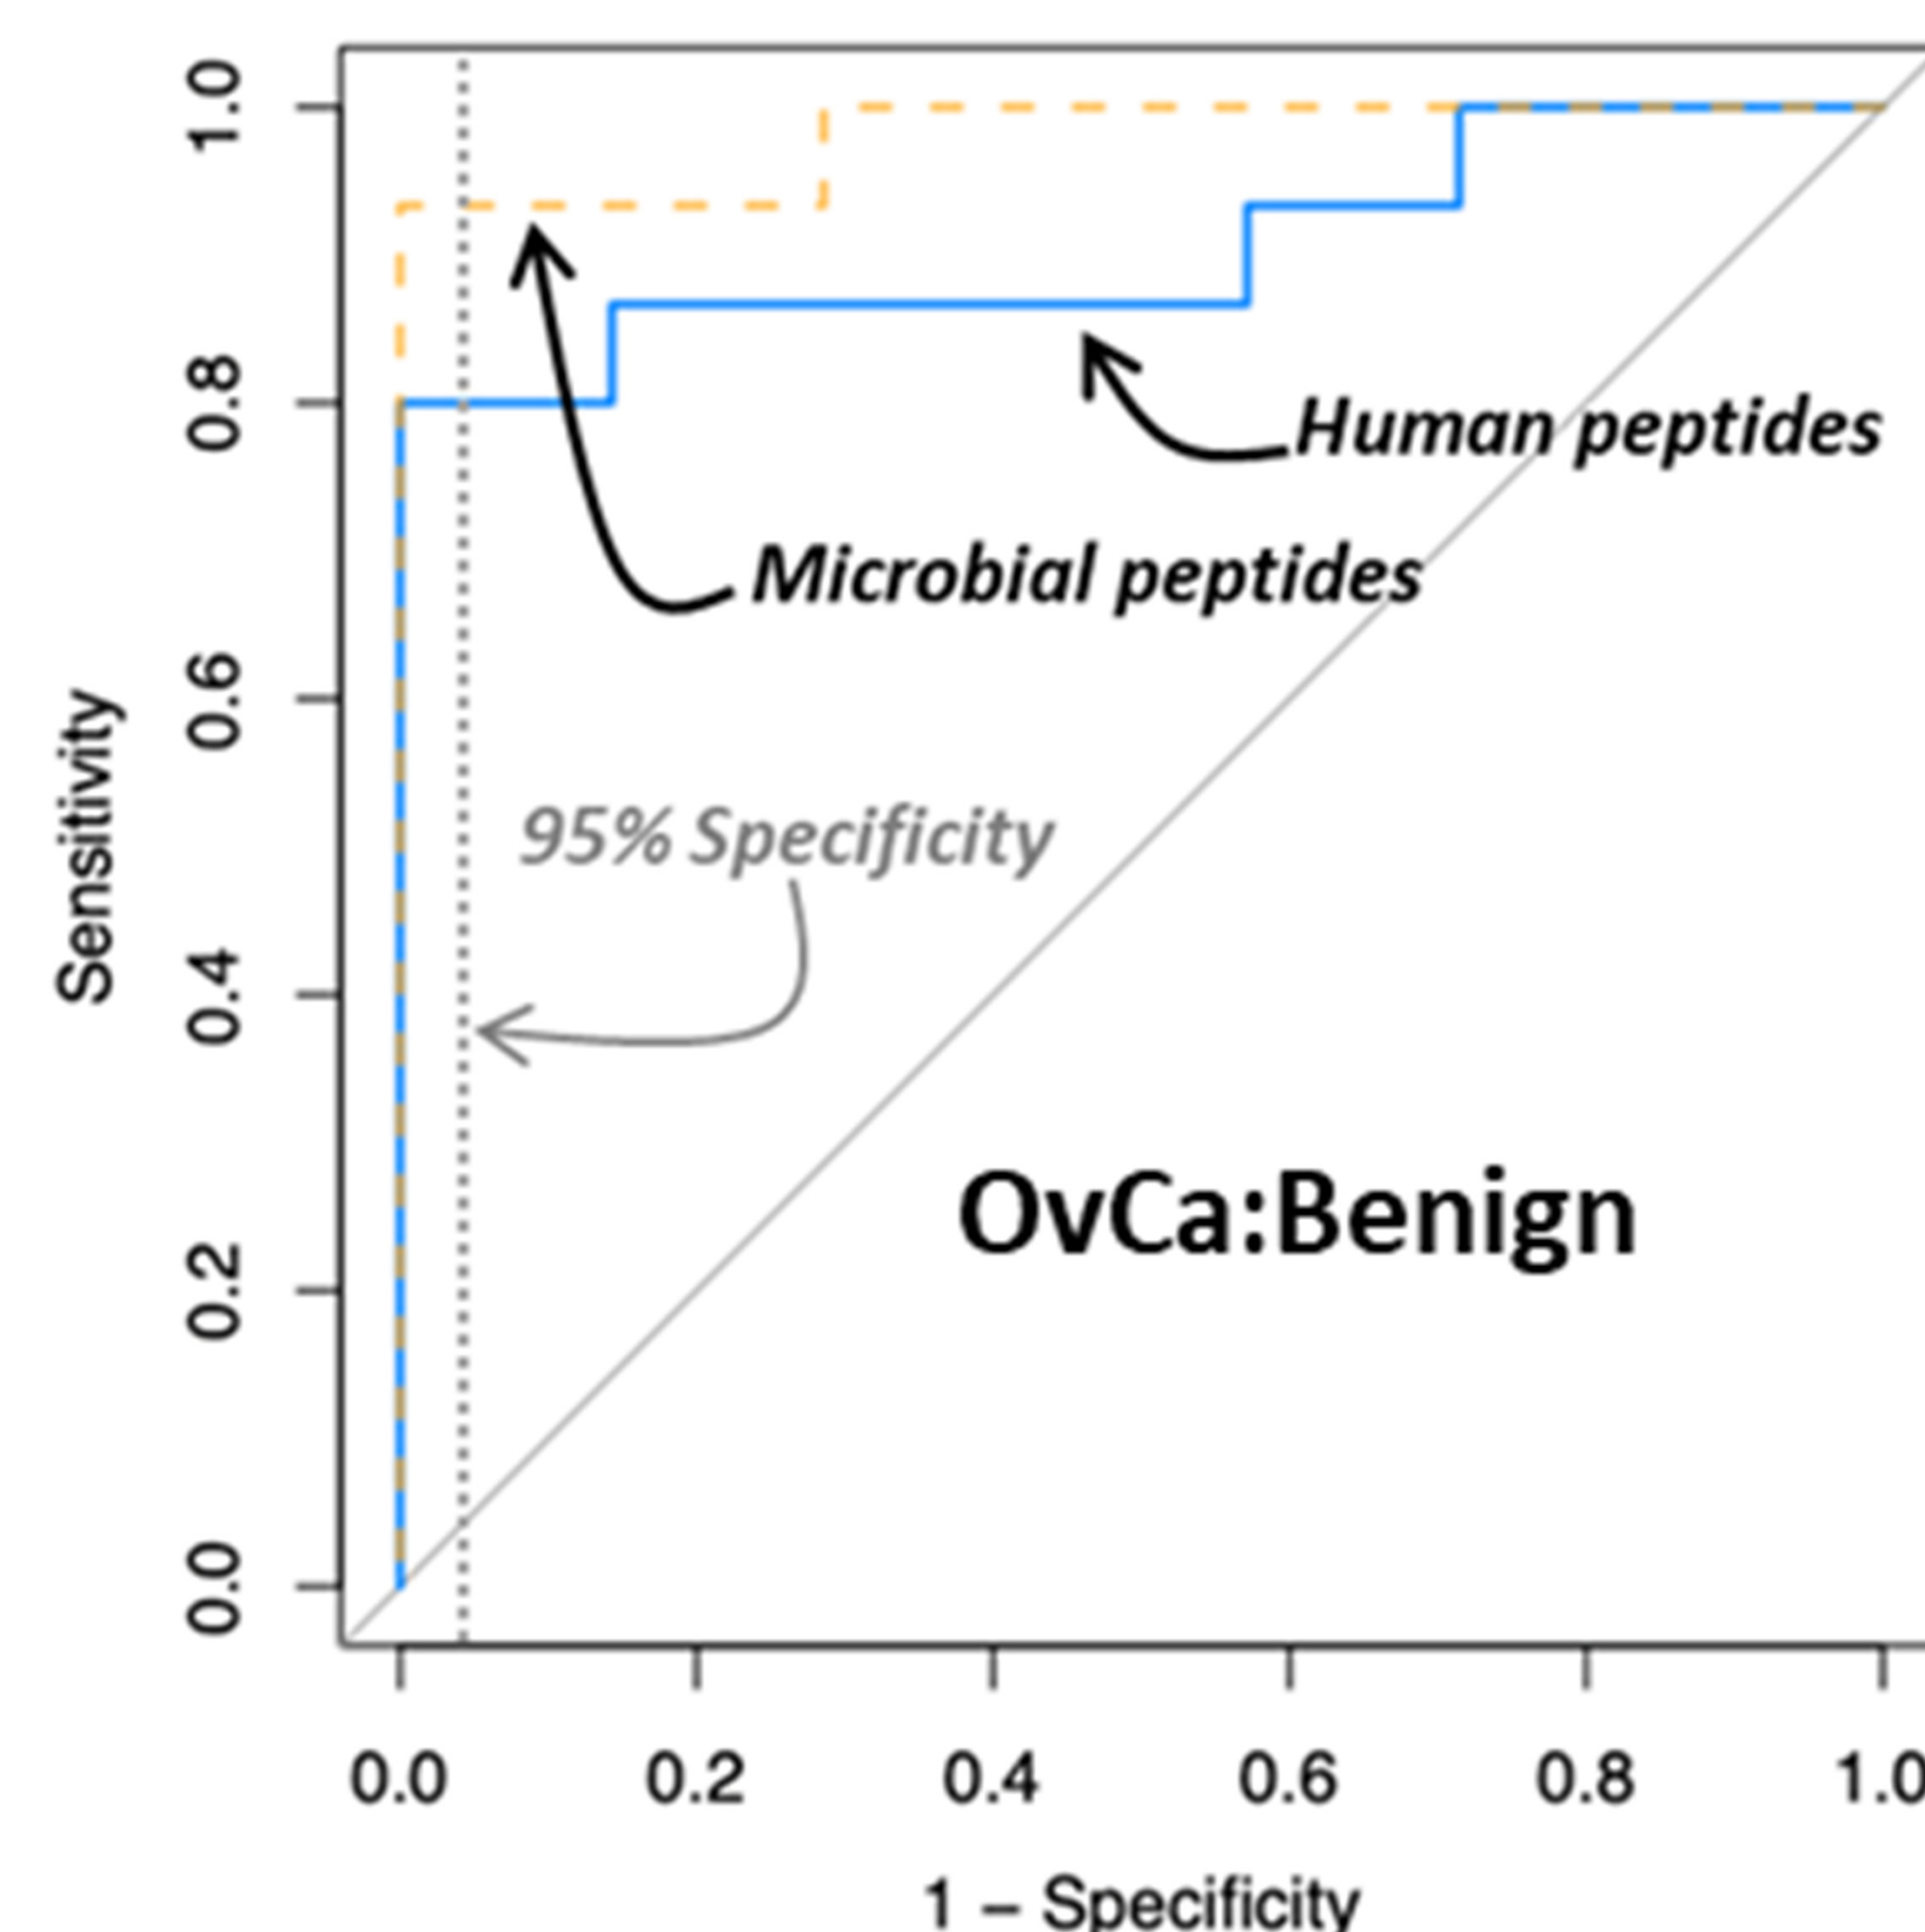 1.0
0.8
0.6
0.4
0.2
0.0
Sensitivity
Human peptides
Microbial peptides
95% Specificity
OvCa:Benign
0.0 0.2 0.4 0.6 0.8 1.0
1 – Specificity